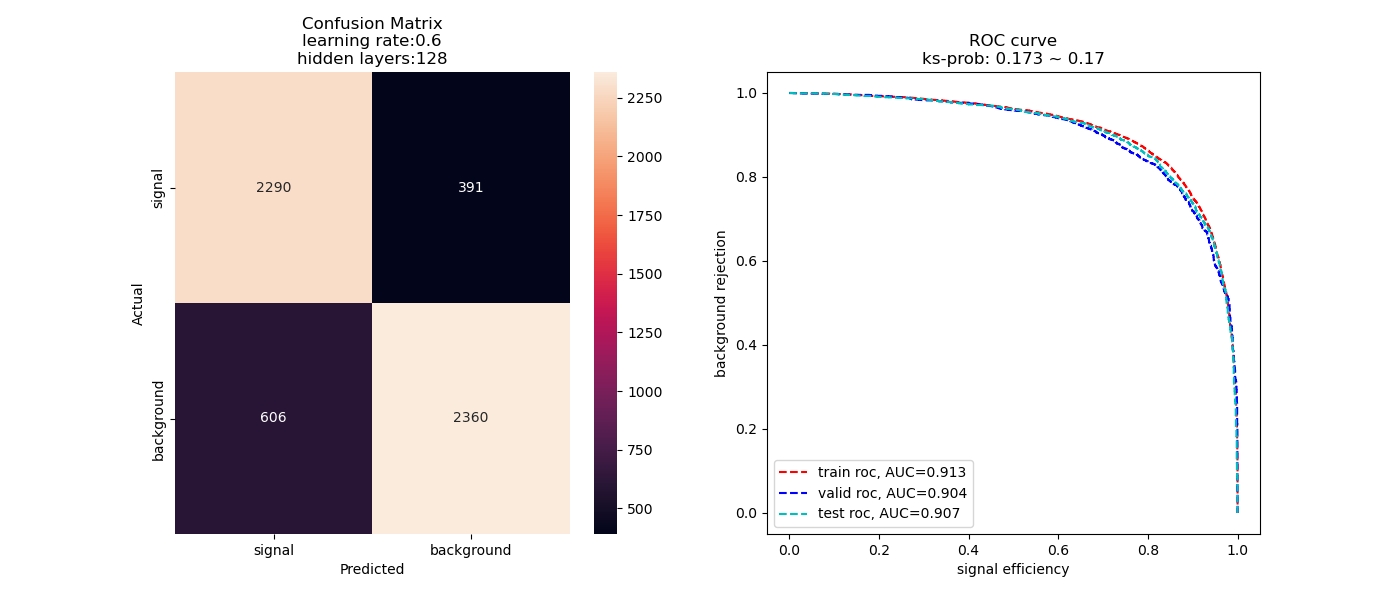 Confusion Matrix
learning rate:0.6
hidden layers:128
signal
background
Actual
2290
391
606
2360
signal
background
Predicted
2250
2000
1750
1500
1250
1000
750
500
ROC curve
ks-prob: 0.173 ~ 0.17
background rejection
1.0
0.8
0.6
0.4
0.2
0.0
train roc, AUC=0.913
valid roc, AUC=0.904
test roc, AUC=0.907
0.0
0.2
0.4
0.6
0.8
1.0
signal efficiency